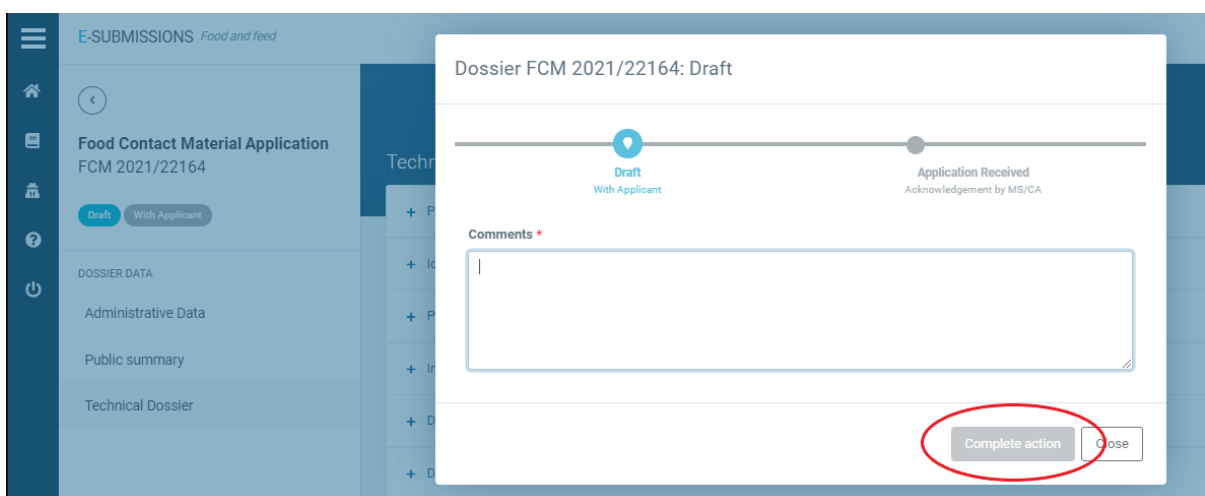 E-SUBMISSIONS Food and feed
Food Contact Material Application
FCM 2021/22164
Draft
With Applicant
DOSSIER DATA
Administrative Data
Public summary
Technical Dossier
Techn
+ P
+ Id
+ P
+ In
+ D
+ D
Dossier FCM 2021/22164: Draft
Draft
With Applicant
Application Received
Acknowledgement by MS/CA
Comments *
Complete action
Close